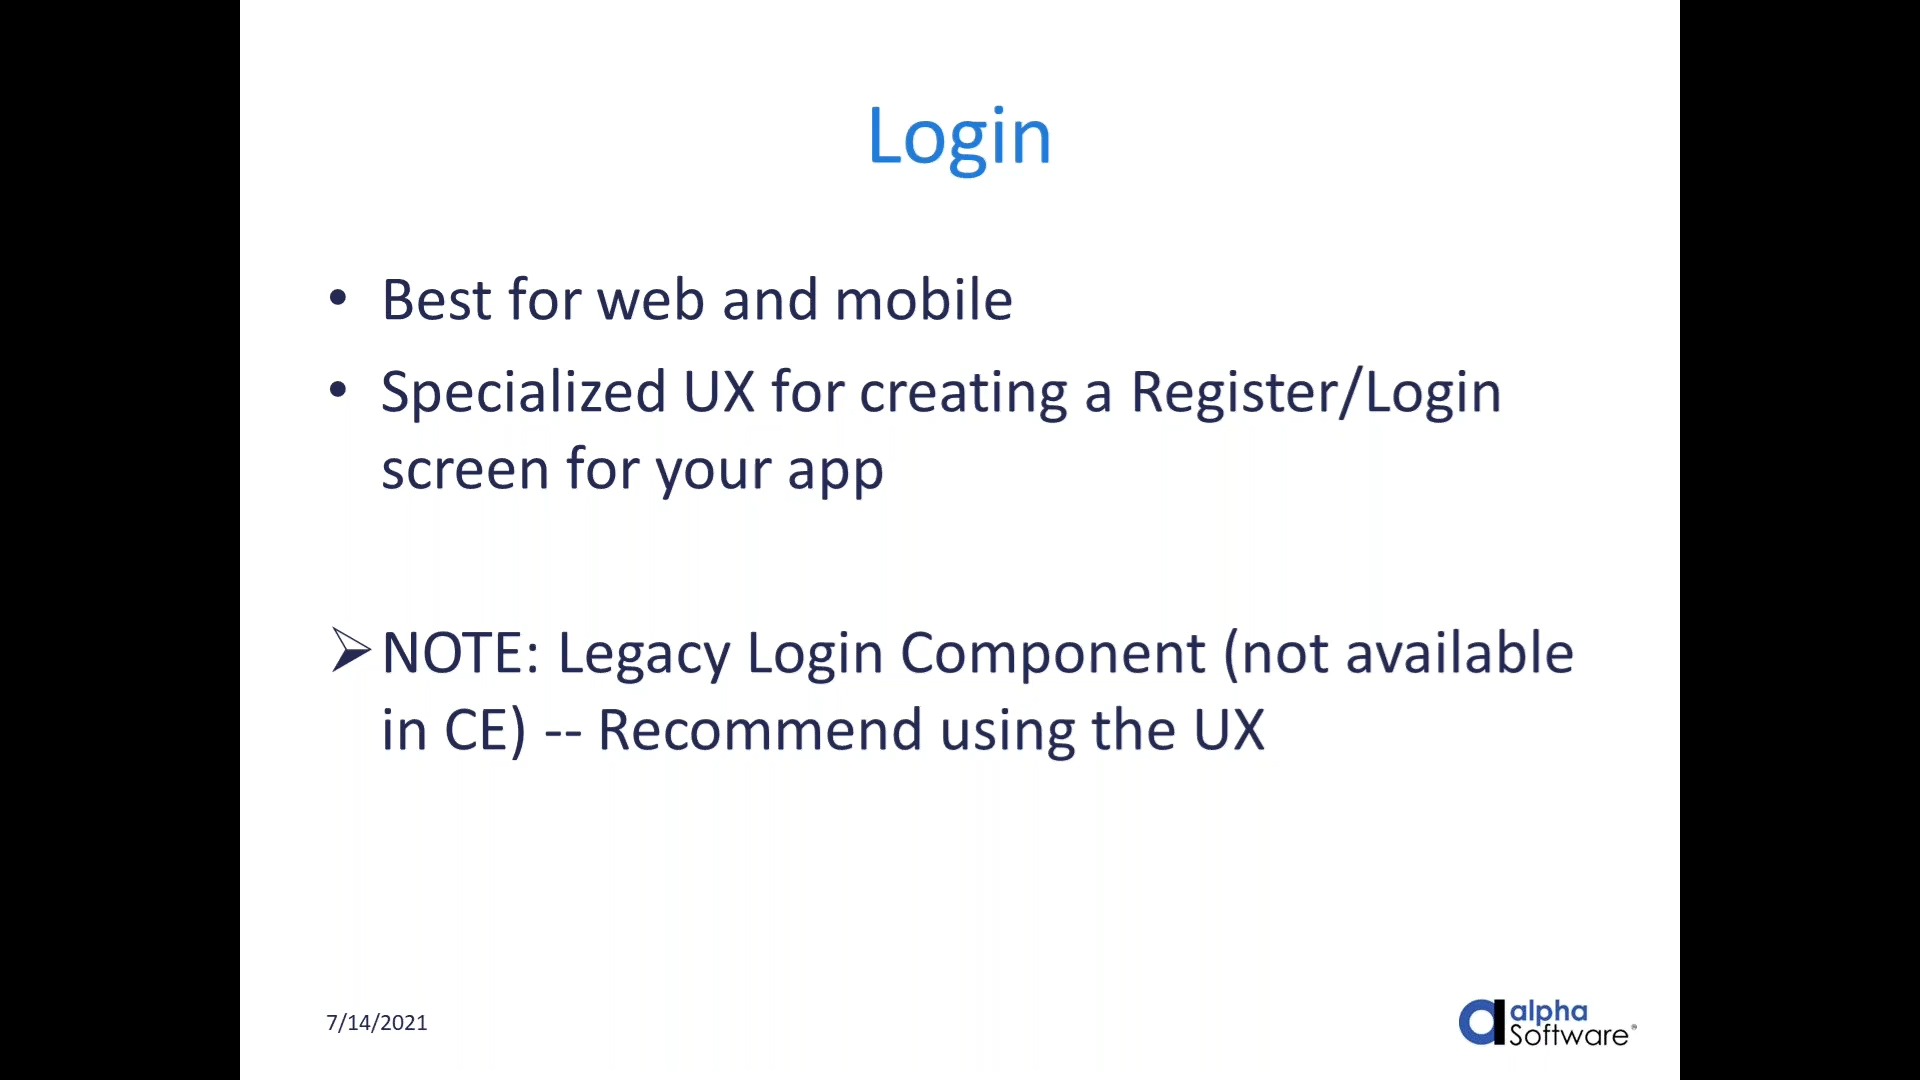 Login
• Best for web and mobile
• Specialized UX for creating a Register/Login
screen for your app
➢ NOTE: Legacy Login Component (not available
in CE) -- Recommend using the UX
7/14/2021
alpha
Software®